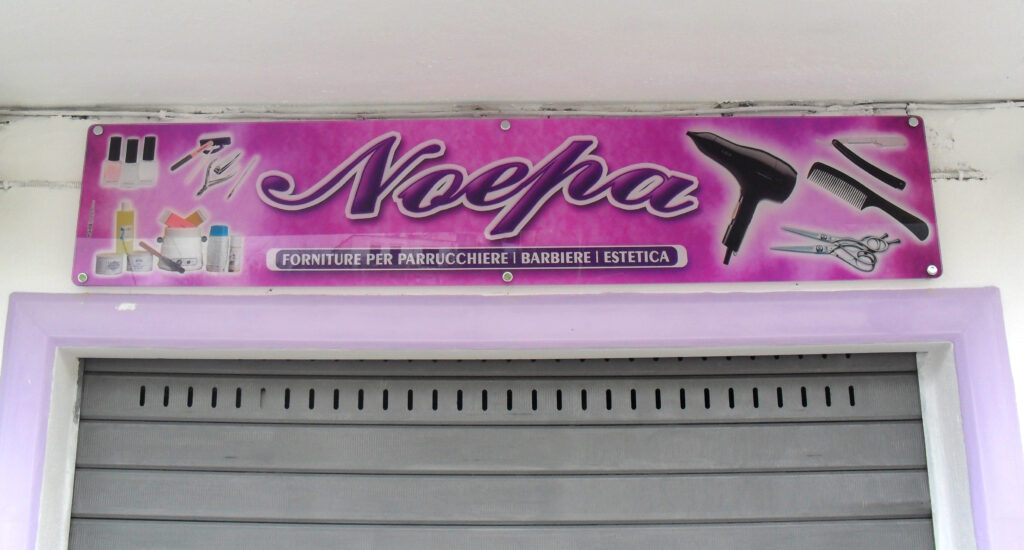 Noepa
FORNITURE PER PARRUCCHIERE | BARBIERE | ESTETICA